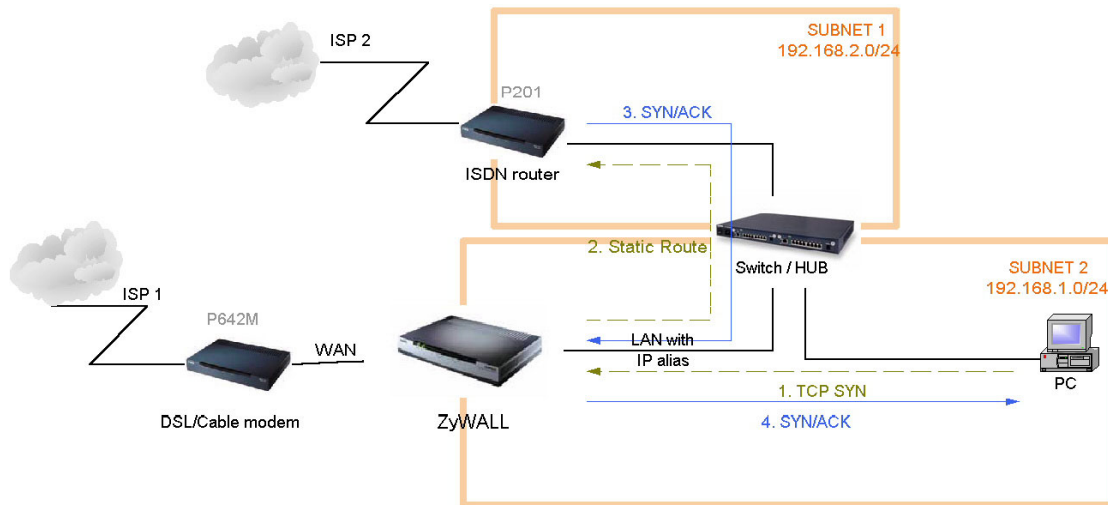 SUBNET 1
192.168.2.0/24
ISP 2
P201
3. SYN/ACK
ISDN router
2. Static Route
Switch / HUB
SUBNET 2
192.168.1.0/24
ISP 1
P642M
WAN
LAN with
IP alias
PC
1. TCP SYN
DSL/Cable modem
ZyWALL
4. SYN/ACK